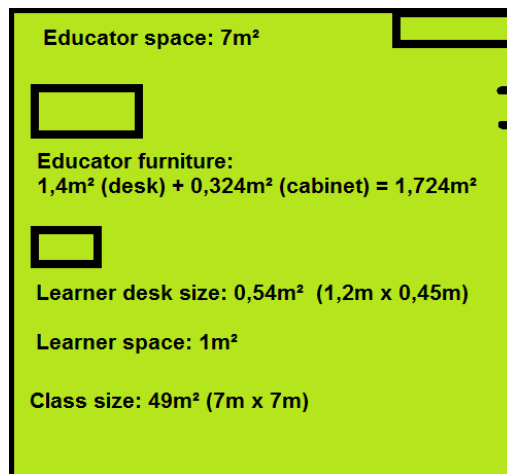 Educator space: 7m²
Educator furniture:
1,4m² (desk) + 0,324m² (cabinet) = 1,724m²
Learner desk size: 0,54m² (1,2m x 0,45m)
Learner space: 1m²
Class size: 49m² (7m x 7m)